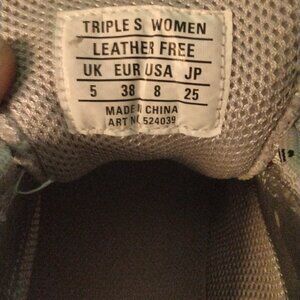 TRIPLE S WOMEN
LEATHER FREE
UK EUR USA JP
5 38 8 25
MADE IN CHINA
ART NO 524039